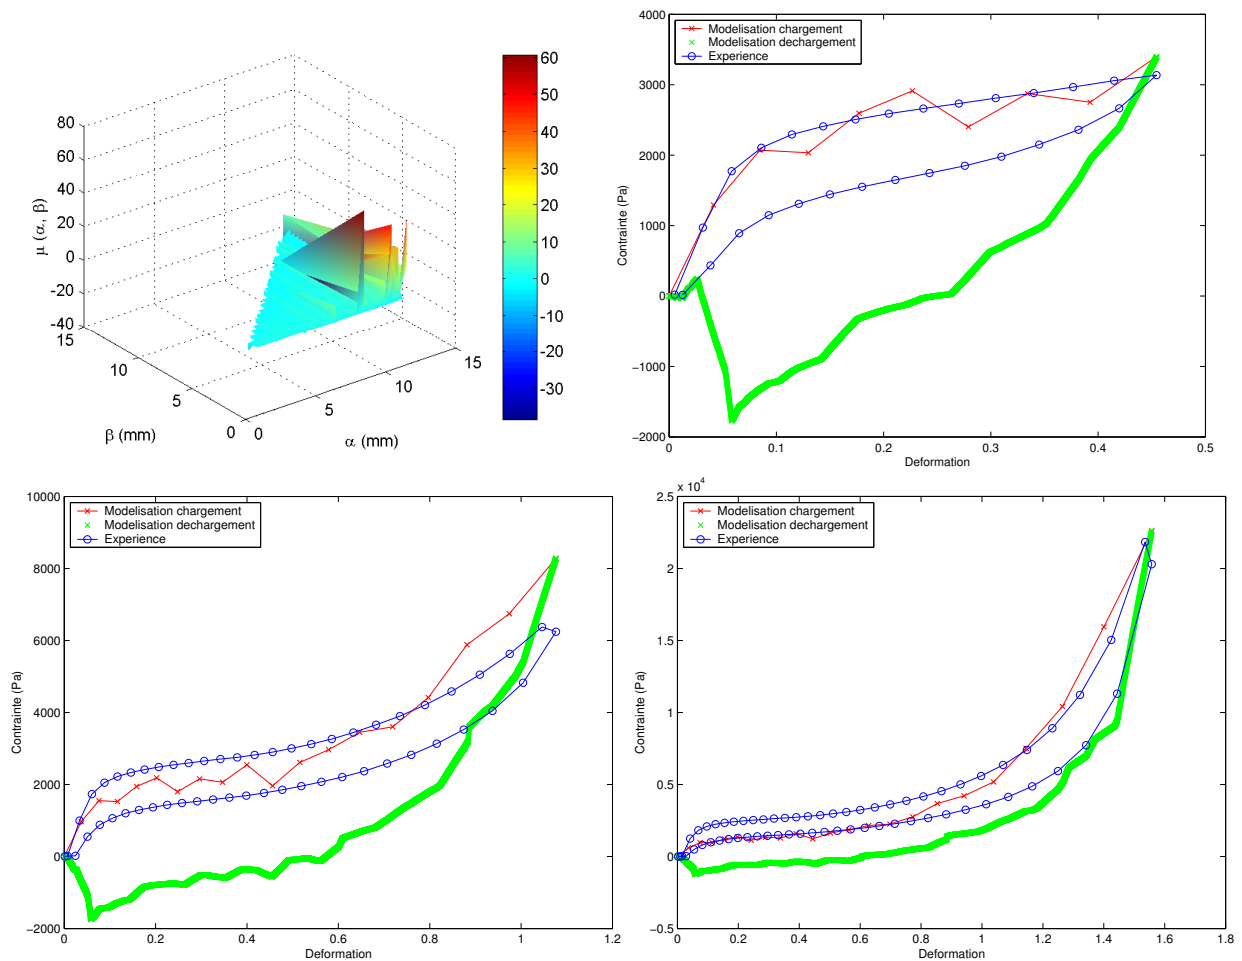 80
60
40
20
0
−20
−40
μ (α, β)
15
10
5
0
β (mm)
0
5
10
15
α (mm)
60
50
40
30
20
10
0
−10
−20
−30
4000
3000
2000
1000
0
−1000
−2000
Contrainte (Pa)
Modelisation chargement
Modelisation dechargement
Experience
0 0.1 0.2 0.3 0.4 0.5
Deformation
10000
8000
6000
4000
2000
0
−2000
Contrainte (Pa)
Modelisation chargement
Modelisation dechargement
Experience
0 0.2 0.4 0.6 0.8 1 1.2
Deformation
x 10⁴
2.5
2
1.5
1
0.5
0
−0.5
Contrainte (Pa)
Modelisation chargement
Modelisation dechargement
Experience
0 0.2 0.4 0.6 0.8 1 1.2 1.4 1.6 1.8
Deformation